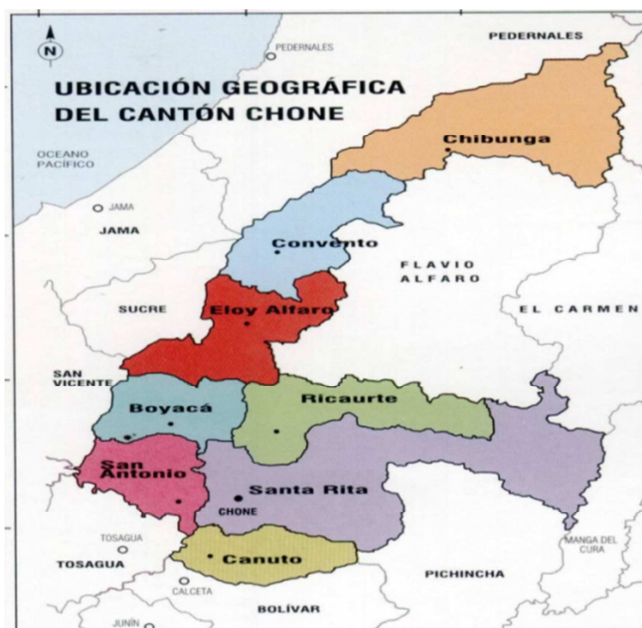 N
PEDERNALES
PEDERNALES
UBICACIÓN GEOGRÁFICA
DEL CANTÓN CHONE
Chibunga
OCEANO
PACÍFICO
JAMA
JAMA
Convento
FLAVIO
ALFARO
SUCRE
Eloy Alfaro
EL CARMEN
SAN
VICENTE
Boyacá
Ricaurte
San
Antonio
Santa Rita
CHONE
TOSAGUA
MANGA DEL
CURA
TOSAGUA
Canuto
PICHINCHA
CALCETA
BOLÍVAR
JUNÍN